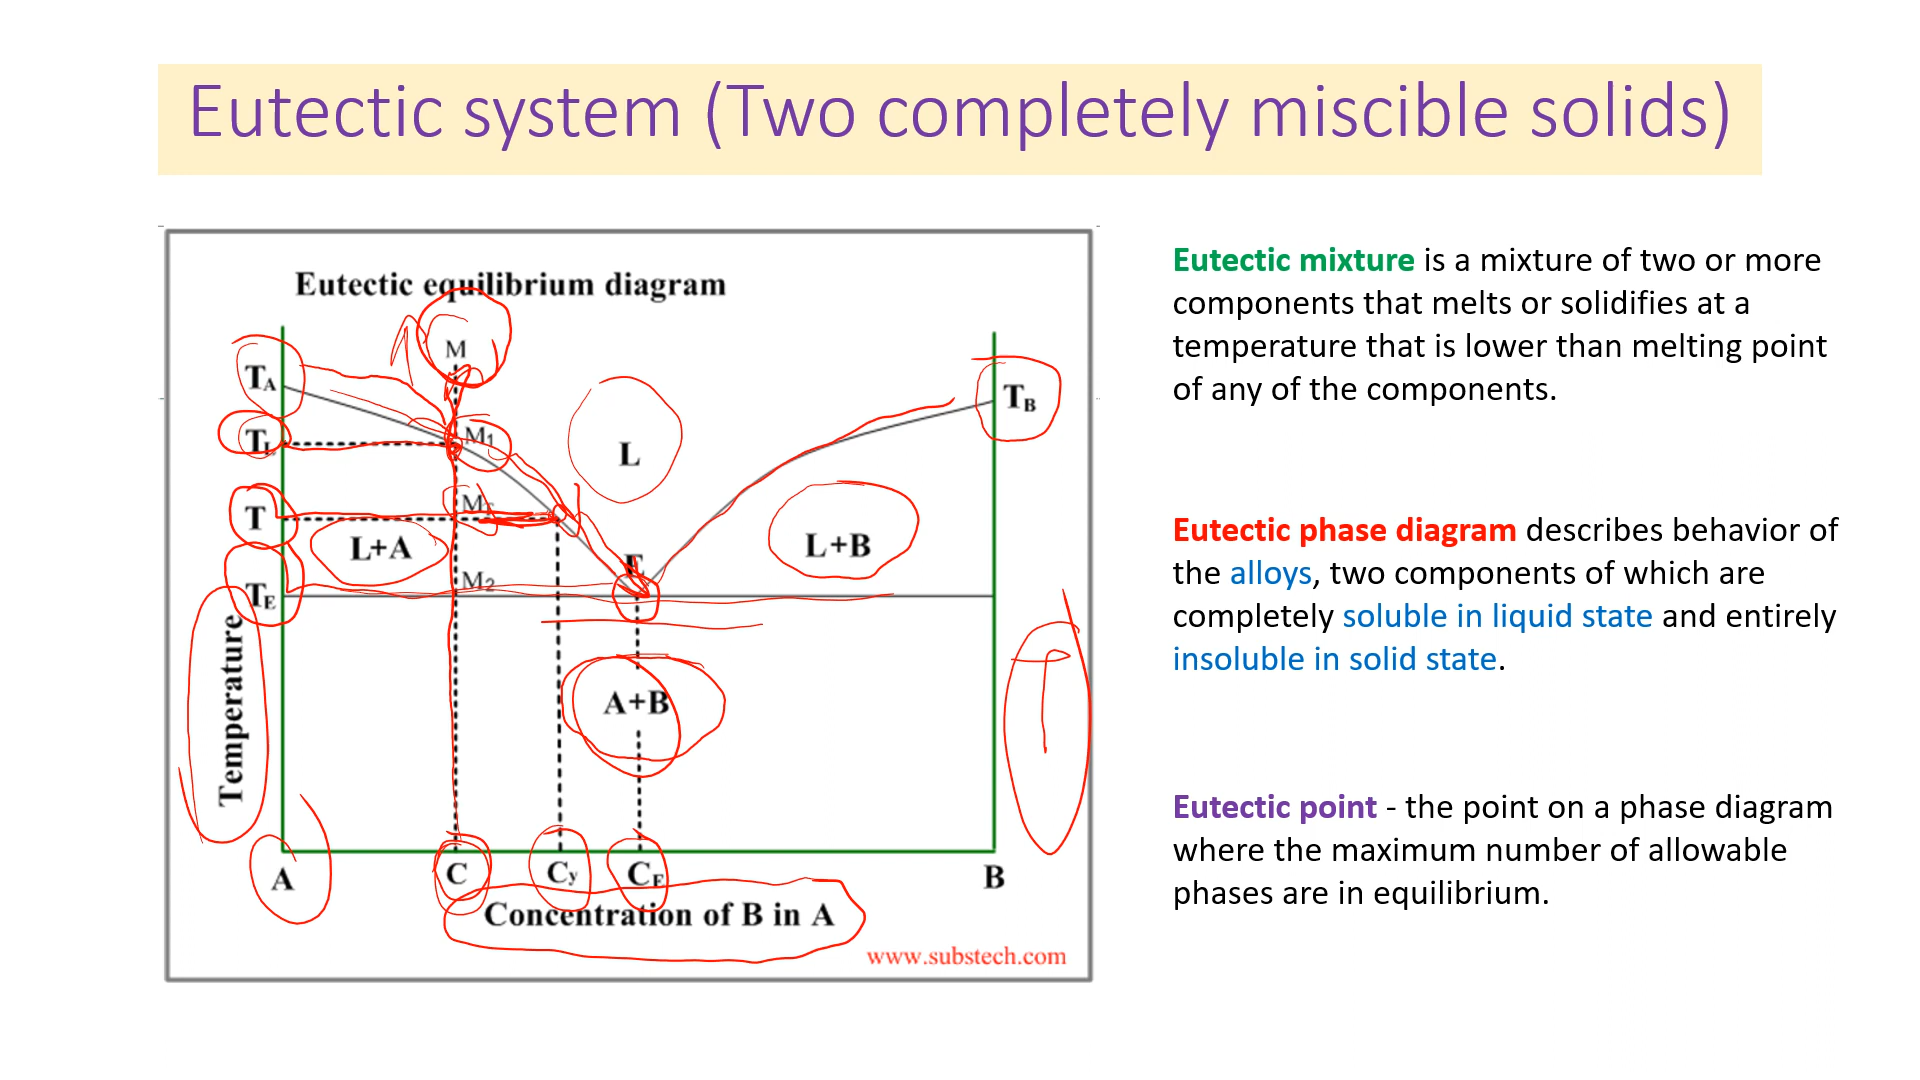 Eutectic system (Two completely miscible solids)
Eutectic equilibrium diagram
M
TA
TB
TL
M1
L
T
L+A
L+B
E
TE
M2
Temperature
A+B
A
C
Cy
CE
B
Concentration of B in A
www.substech.com
Eutectic mixture is a mixture of two or more
components that melts or solidifies at a
temperature that is lower than melting point
of any of the components.
Eutectic phase diagram describes behavior of
the alloys, two components of which are
completely soluble in liquid state and entirely
insoluble in solid state.
Eutectic point - the point on a phase diagram
where the maximum number of allowable
phases are in equilibrium.